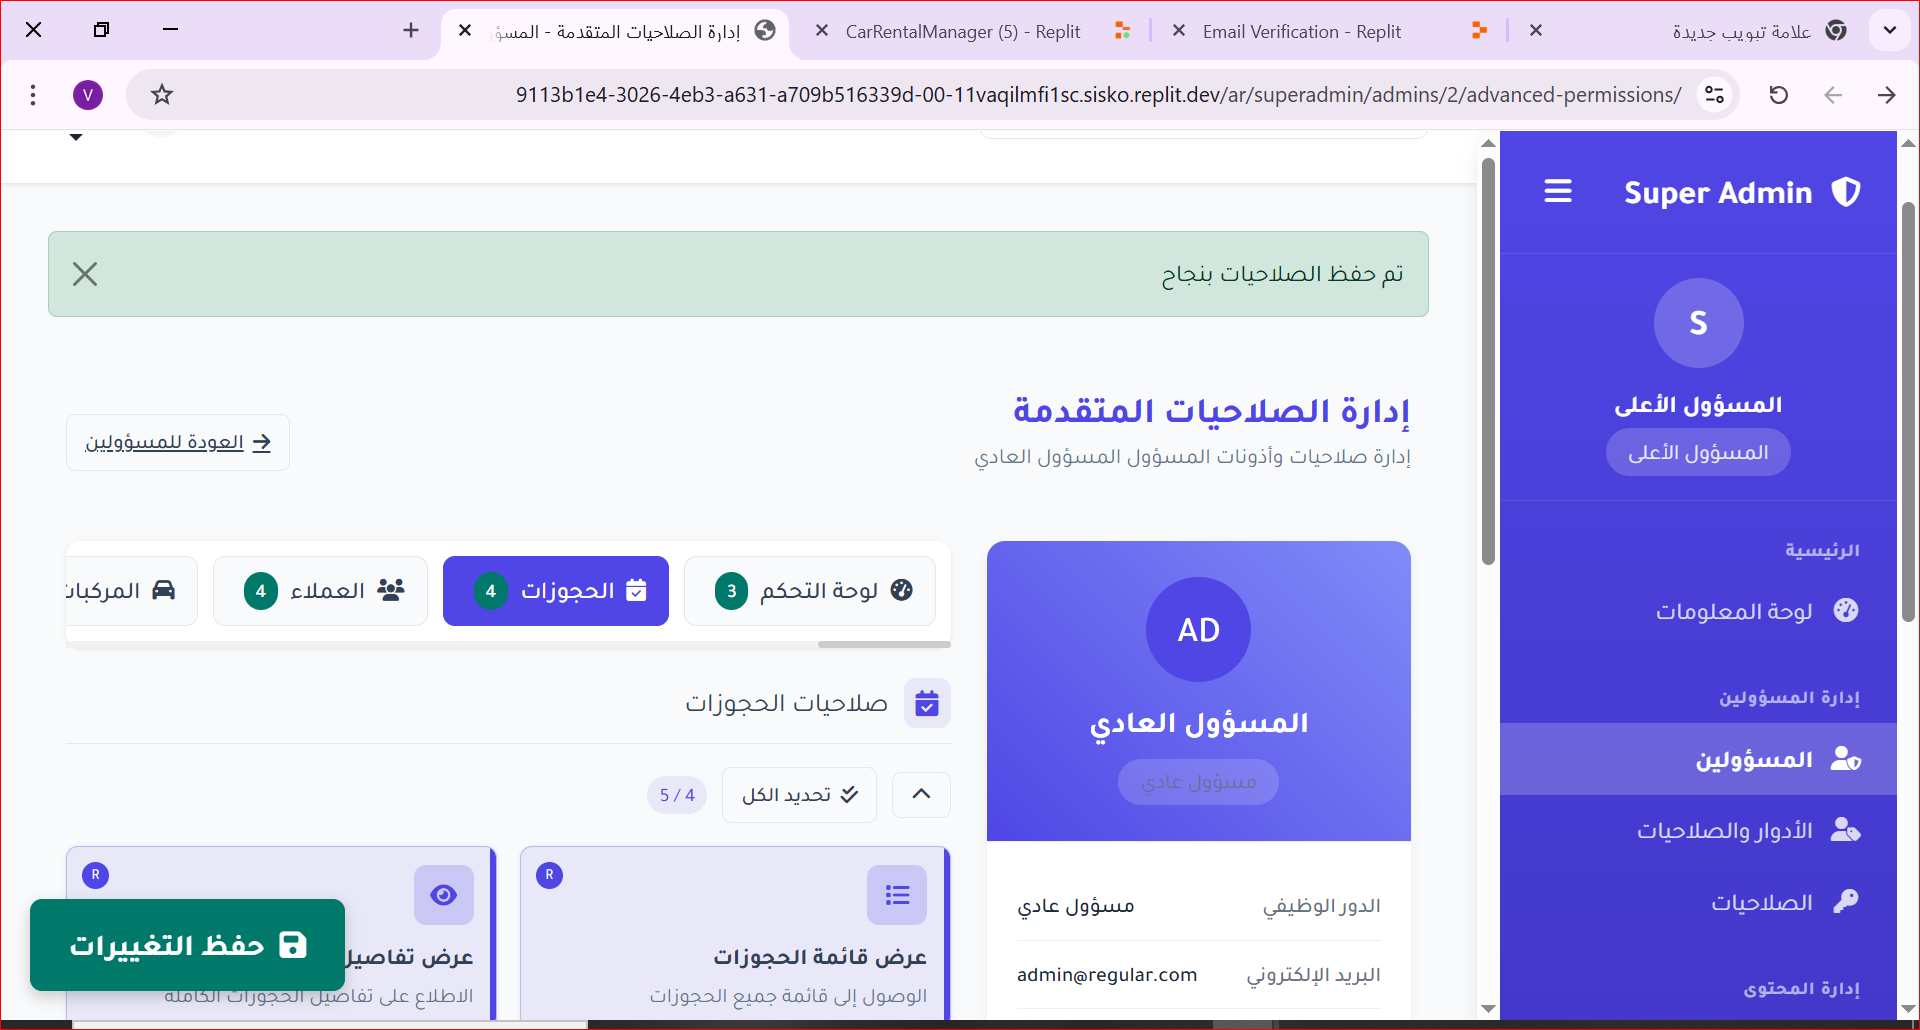 علامة تبويب جديدة
Email Verification - Replit
CarRentalManager (5) - Replit
إدارة الصلاحيات المتقدمة - المسؤ
9113b1e4-3026-4eb3-a631-a709b516339d-00-11vaqilmfi1sc.sisko.replit.dev/ar/superadmin/admins/2/advanced-permissions/
V
Super Admin
S
المسؤول الأعلى
المسؤول الأعلى
الرئيسية
لوحة المعلومات
إدارة المسؤولين
المسؤولين
الأدوار والصلاحيات
الصلاحيات
إدارة المحتوى
تم حفظ الصلاحيات بنجاح
إدارة الصلاحيات المتقدمة
إدارة صلاحيات وأذونات المسؤول المسؤول العادي
العودة للمسؤولين
AD
المسؤول العادي
مسؤول عادي
الدور الوظيفي
مسؤول عادي
البريد الإلكتروني
admin@regular.com
لوحة التحكم 3
الحجوزات 4
العملاء 4
المركبات
صلاحيات الحجوزات
تحديد الكل
5 / 4
R
عرض قائمة الحجوزات
الوصول إلى قائمة جميع الحجوزات
R
عرض تفاصيل
الاطلاع على تفاصيل الحجوزات الكاملة
حفظ التغييرات